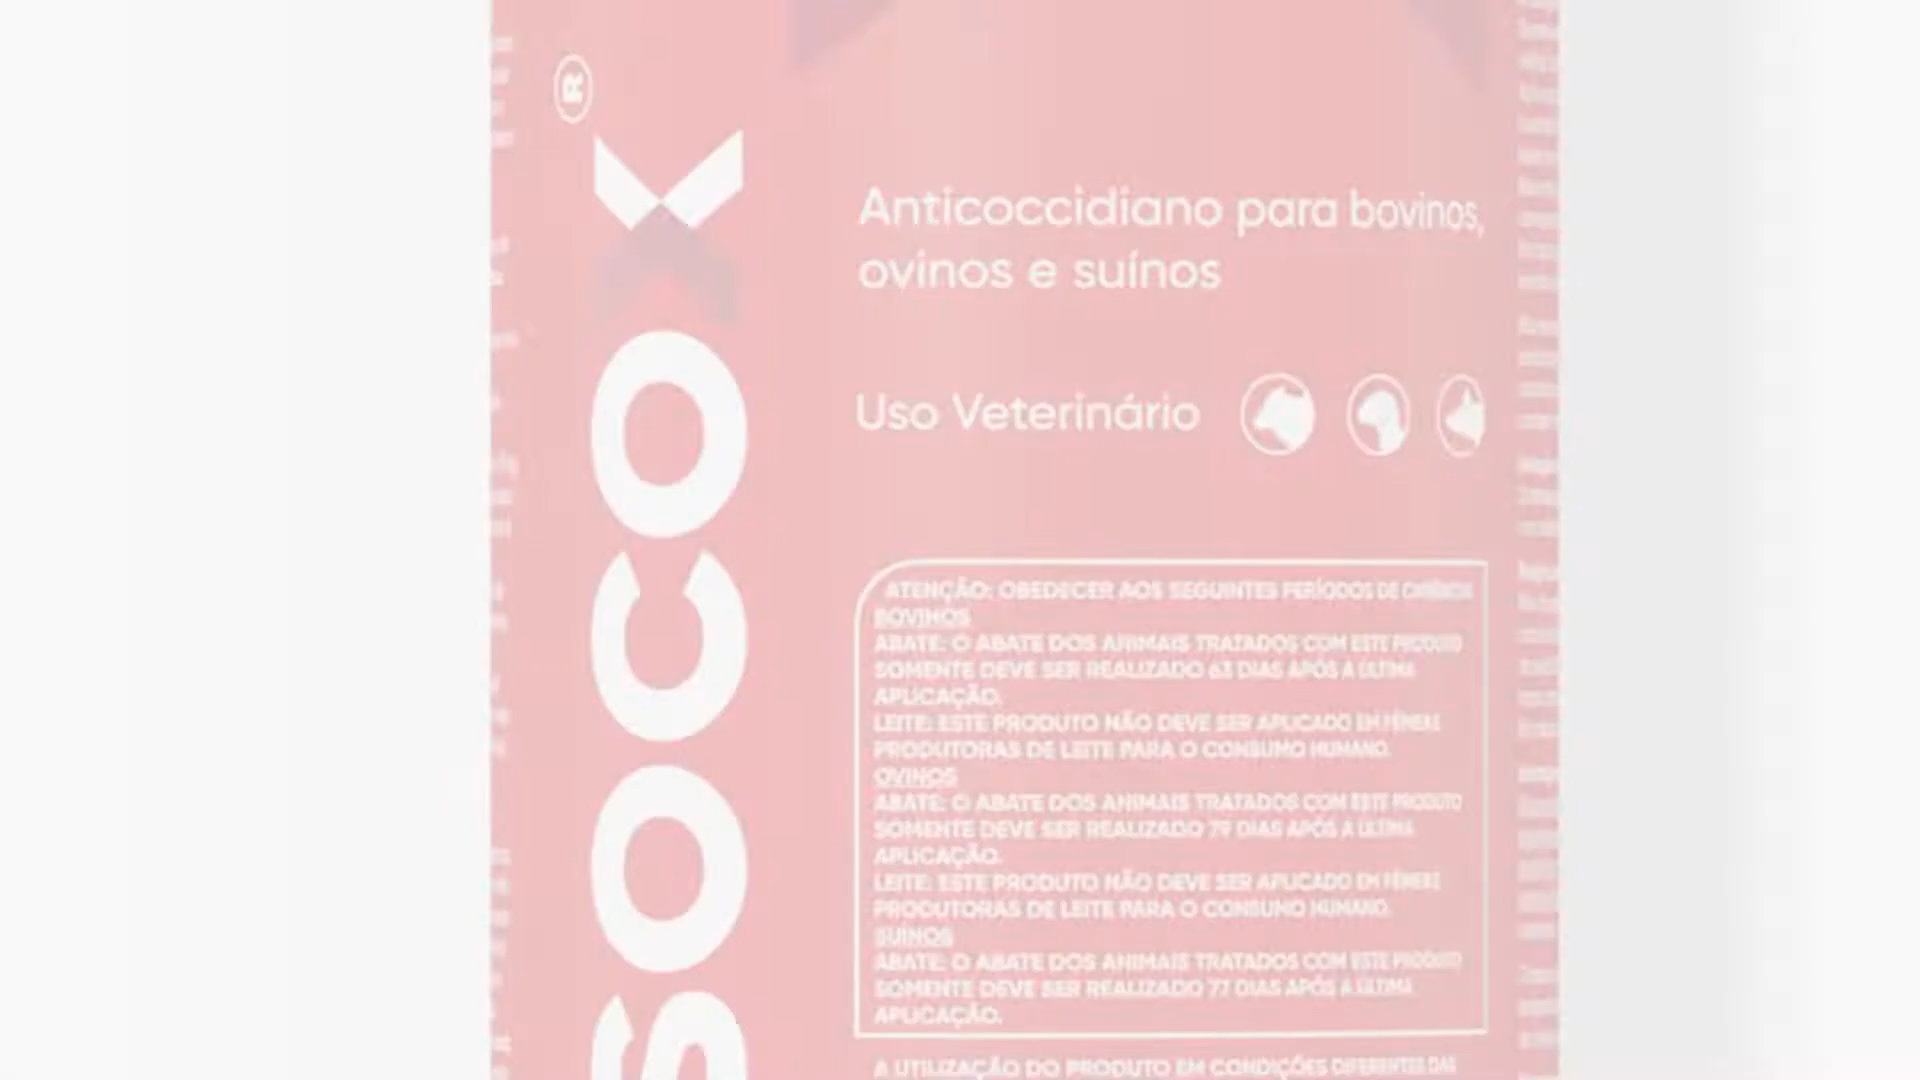 SOCOX®
Anticoccidiano para bovinos,
ovinos e suínos
Uso Veterinário
ATENÇÃO: OBEDECER AOS SEGUINTES PERÍODOS DE CARÊNCIA
BOVINOS
ABATE: O ABATE DOS ANIMAIS TRATADOS COM ESTE PRODUTO
SOMENTE DEVE SER REALIZADO 63 DIAS APÓS A ÚLTIMA
APLICAÇÃO.
LEITE: ESTE PRODUTO NÃO DEVE SER APLICADO EM FÊMEAS
PRODUTORAS DE LEITE PARA O CONSUMO HUMANO.
OVINOS
ABATE: O ABATE DOS ANIMAIS TRATADOS COM ESTE PRODUTO
SOMENTE DEVE SER REALIZADO 79 DIAS APÓS A ÚLTIMA
APLICAÇÃO.
LEITE: ESTE PRODUTO NÃO DEVE SER APLICADO EM FÊMEAS
PRODUTORAS DE LEITE PARA O CONSUMO HUMANO.
SUÍNOS
ABATE: O ABATE DOS ANIMAIS TRATADOS COM ESTE PRODUTO
SOMENTE DEVE SER REALIZADO 77 DIAS APÓS A ÚLTIMA
APLICAÇÃO.
A UTILIZAÇÃO DO PRODUTO EM CONDIÇÕES DIFERENTES DAS